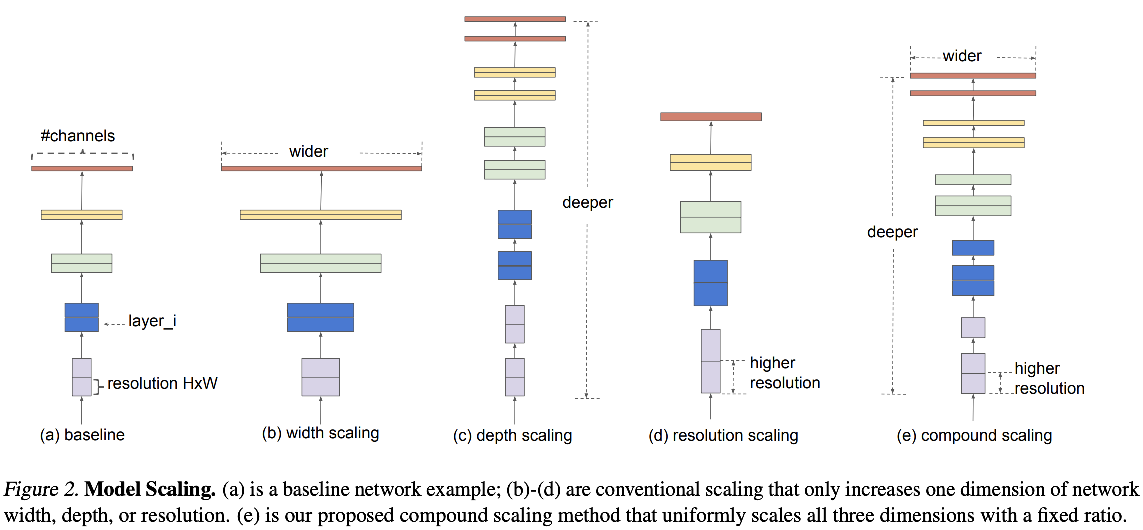 #channels
layer_i
resolution HxW
(a) baseline
wider
(b) width scaling
deeper
(c) depth scaling
higher
resolution
(d) resolution scaling
wider
deeper
higher
resolution
(e) compound scaling
Figure 2. Model Scaling. (a) is a baseline network example; (b)-(d) are conventional scaling that only increases one dimension of network
width, depth, or resolution. (e) is our proposed compound scaling method that uniformly scales all three dimensions with a fixed ratio.